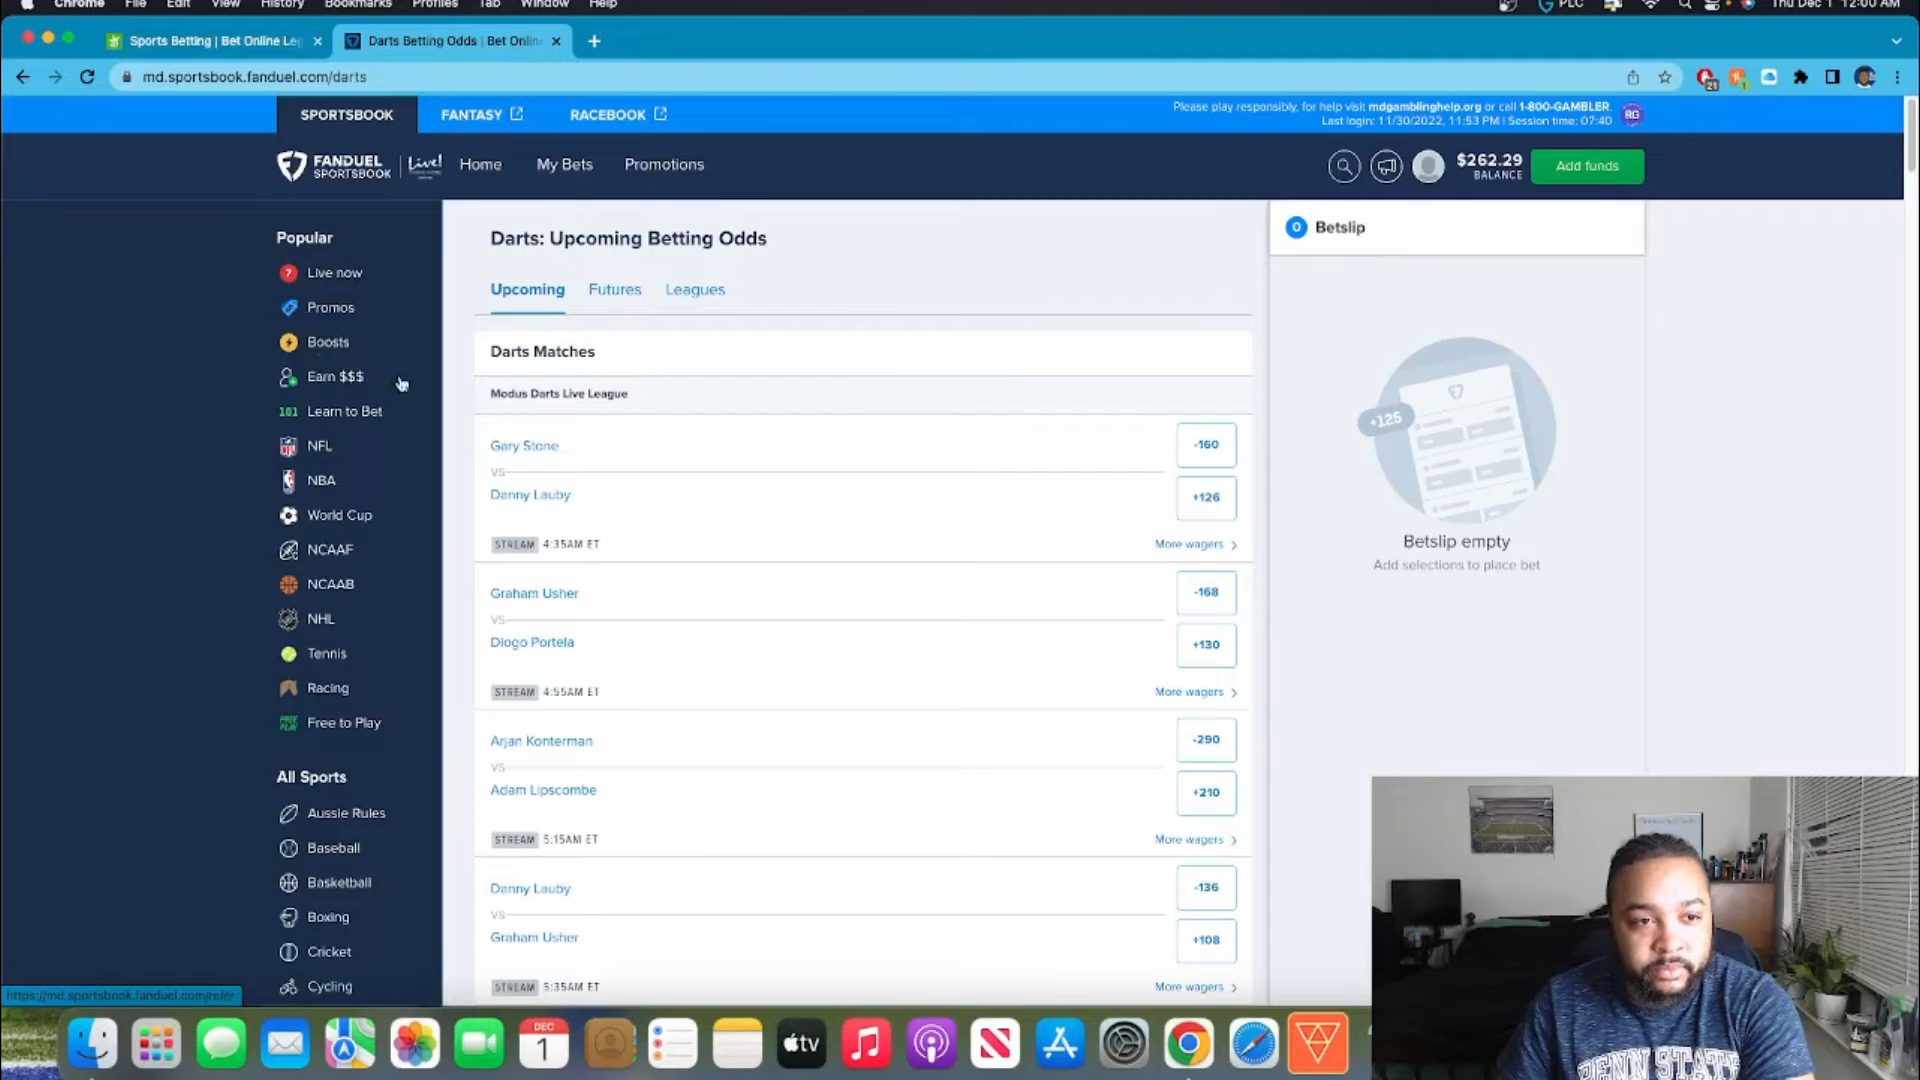 Chrome File Edit View History Bookmarks Profiles Tab Window Help PLC Thu Dec 1 12:00 AM
Sports Betting | Bet Online Leg
Darts Betting Odds | Bet Onlin
md.sportsbook.fanduel.com/darts
21
1
SPORTSBOOK FANTASY RACEBOOK
Please play responsibly, for help visit mdgamblinghelp.org or call 1-800-GAMBLER.
Last login: 11/30/2022, 11:53 PM | Session time: 07:40
RG
FANDUEL SPORTSBOOK Live!
Home My Bets Promotions
$262.29
BALANCE
Add funds
Popular
? Live now
Promos
Boosts
Earn $$$
101 Learn to Bet
NFL
NBA
World Cup
NCAAF
NCAAB
NHL
Tennis
Racing
FREE PLAY Free to Play
All Sports
Aussie Rules
Baseball
Basketball
Boxing
Cricket
Cycling
Darts: Upcoming Betting Odds
Upcoming Futures Leagues
Darts Matches
Modus Darts Live League
Gary Stone -160
VS
Danny Lauby +126
STREAM 4:35AM ET More wagers >
Graham Usher -168
VS
Diogo Portela +130
STREAM 4:55AM ET More wagers >
Arjan Konterman -290
VS
Adam Lipscombe +210
STREAM 5:15AM ET More wagers >
Danny Lauby -136
VS
Graham Usher +108
STREAM 5:35AM ET More wagers >
0 Betslip
+125
Betslip empty
Add selections to place bet
https://md.sportsbook.fanduel.com/refer
DEC
1
tv
PENN STATE